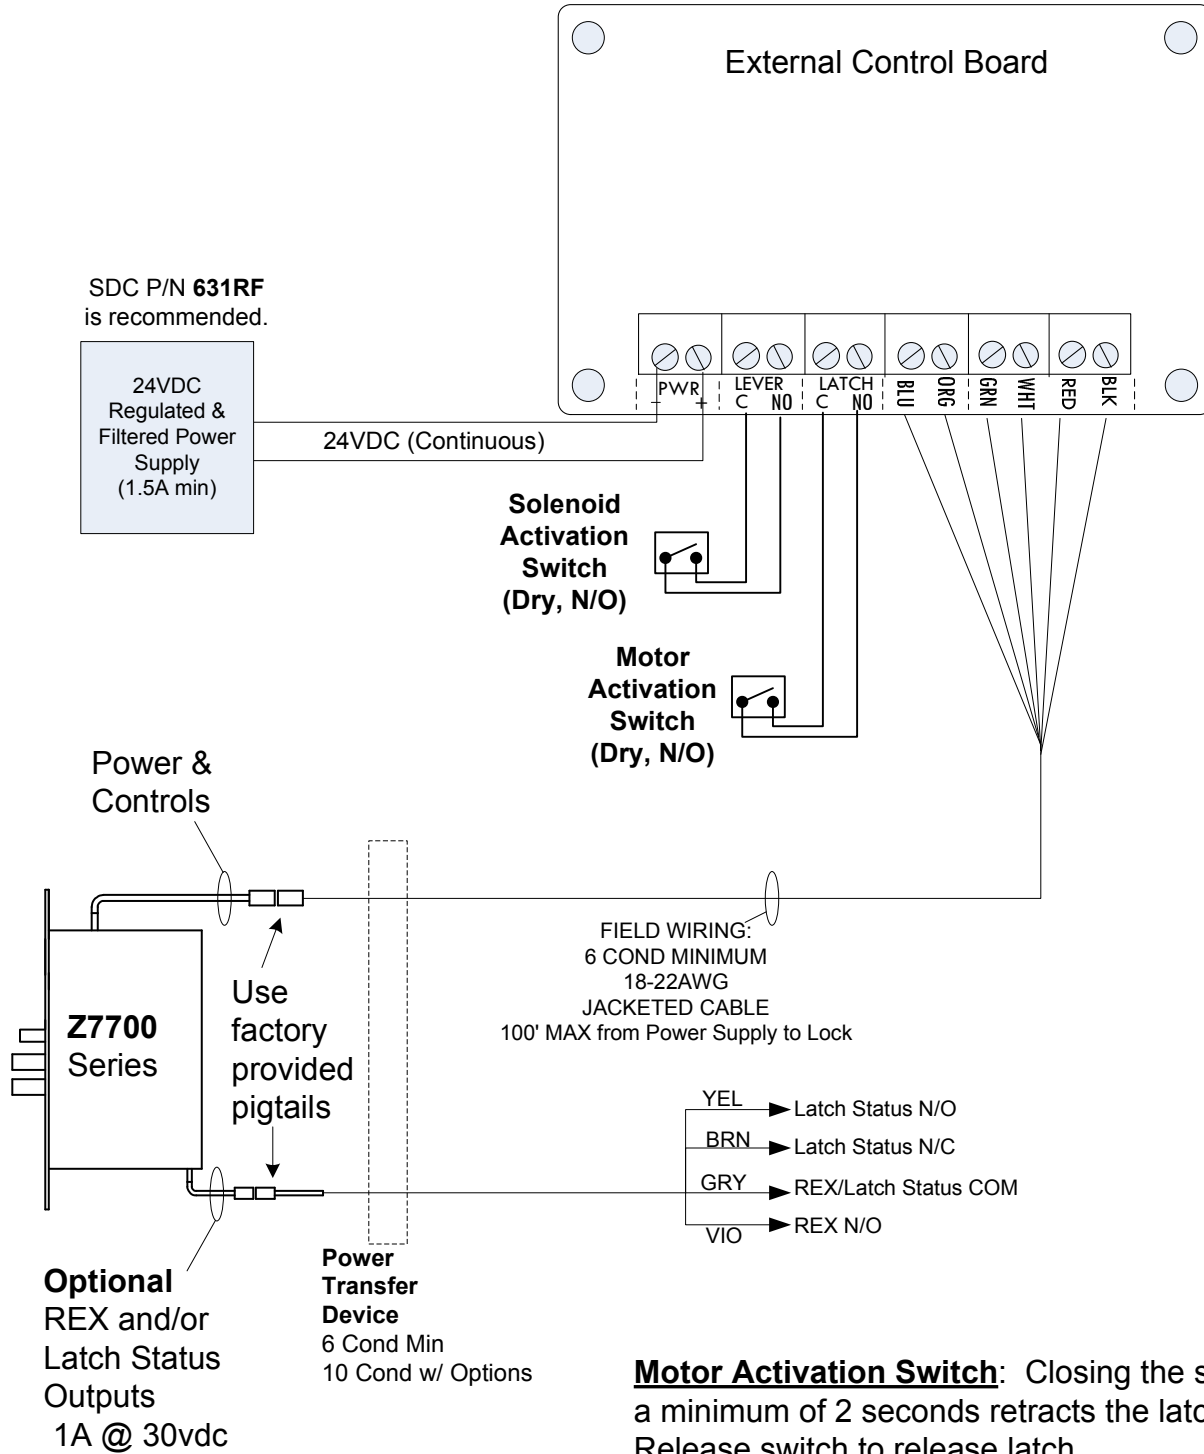 External Control Board
SDC P/N 631RF
is recommended.
24VDC
Regulated &
Filtered Power
Supply
(1.5A min)
24VDC (Continuous)
PWR
- +
LEVER
C NO
LATCH
C NO
BLU
ORG
GRN
WHT
RED
BLK
Solenoid
Activation
Switch
(Dry, N/O)
Motor
Activation
Switch
(Dry, N/O)
Power &
Controls
FIELD WIRING:
6 COND MINIMUM
18-22AWG
JACKETED CABLE
100' MAX from Power Supply to Lock
Z7700
Series
Use
factory
provided
pigtails
YEL
Latch Status N/O
BRN
Latch Status N/C
GRY
REX/Latch Status COM
VIO
REX N/O
Optional
REX and/or
Latch Status
Outputs
1A @ 30vdc
Power
Transfer
Device
6 Cond Min
10 Cond w/ Options
Motor Activation Switch: Closing the
a minimum of 2 seconds retracts the
Release switch to release latch